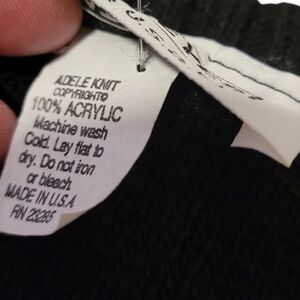 ADELE KNIT
COPYRIGHT©
100% ACRYLIC
Machine wash
Cold. Lay flat to
dry. Do not iron
or bleach
MADE IN U.S.A
RN 23285